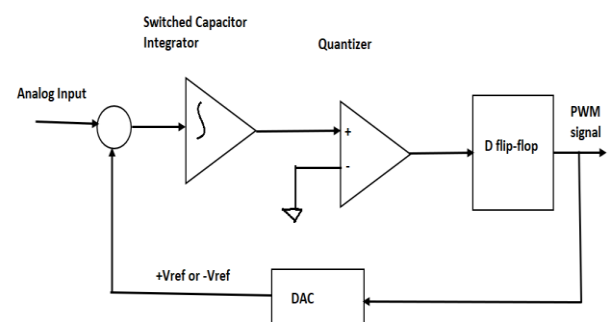 Switched Capacitor
Integrator
Quantizer
Analog Input
PWM
signal
+
-
D flip-flop
+Vref or -Vref
DAC